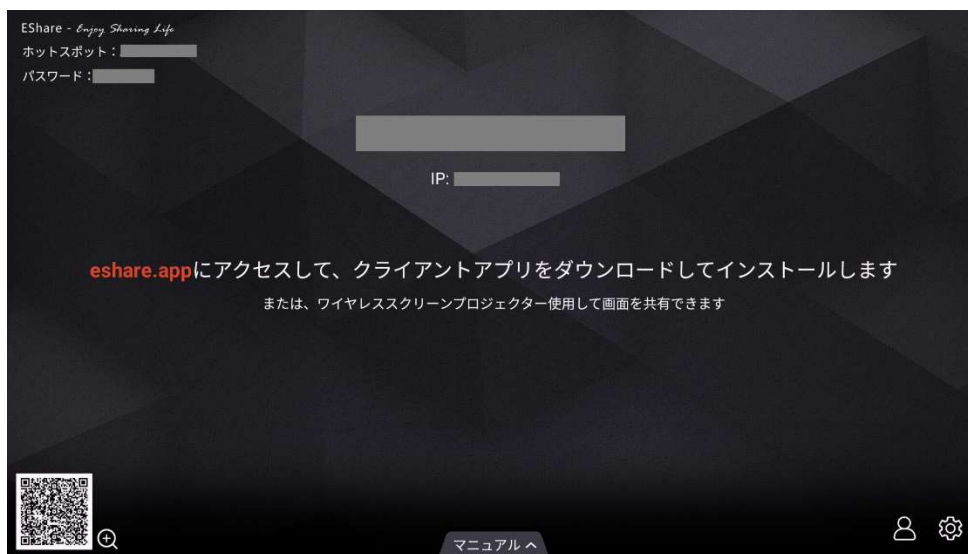 EShare - Enjoy Sharing Life
ホットスポット：
パスワード：
IP:
eshare.appにアクセスして、クライアントアプリをダウンロードしてインストールします
または、ワイヤレススクリーンプロジェクター使用して画面を共有できます
マニュアル